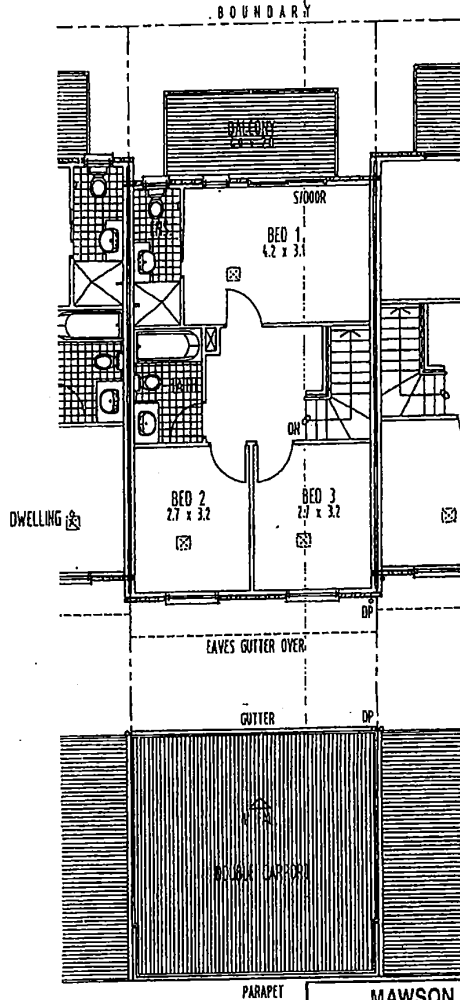 BOUNDARY
BALCONY
S/DOOR
BED 1
4.2 x 3.1
DN
BED 2
2.7 x 3.2
BED 3
2.7 x 3.2
DWELLING
DP
EAVES GUTTER OVER
GUTTER
DP
DOUBLE CARPORT
PARAPET
MAWSON